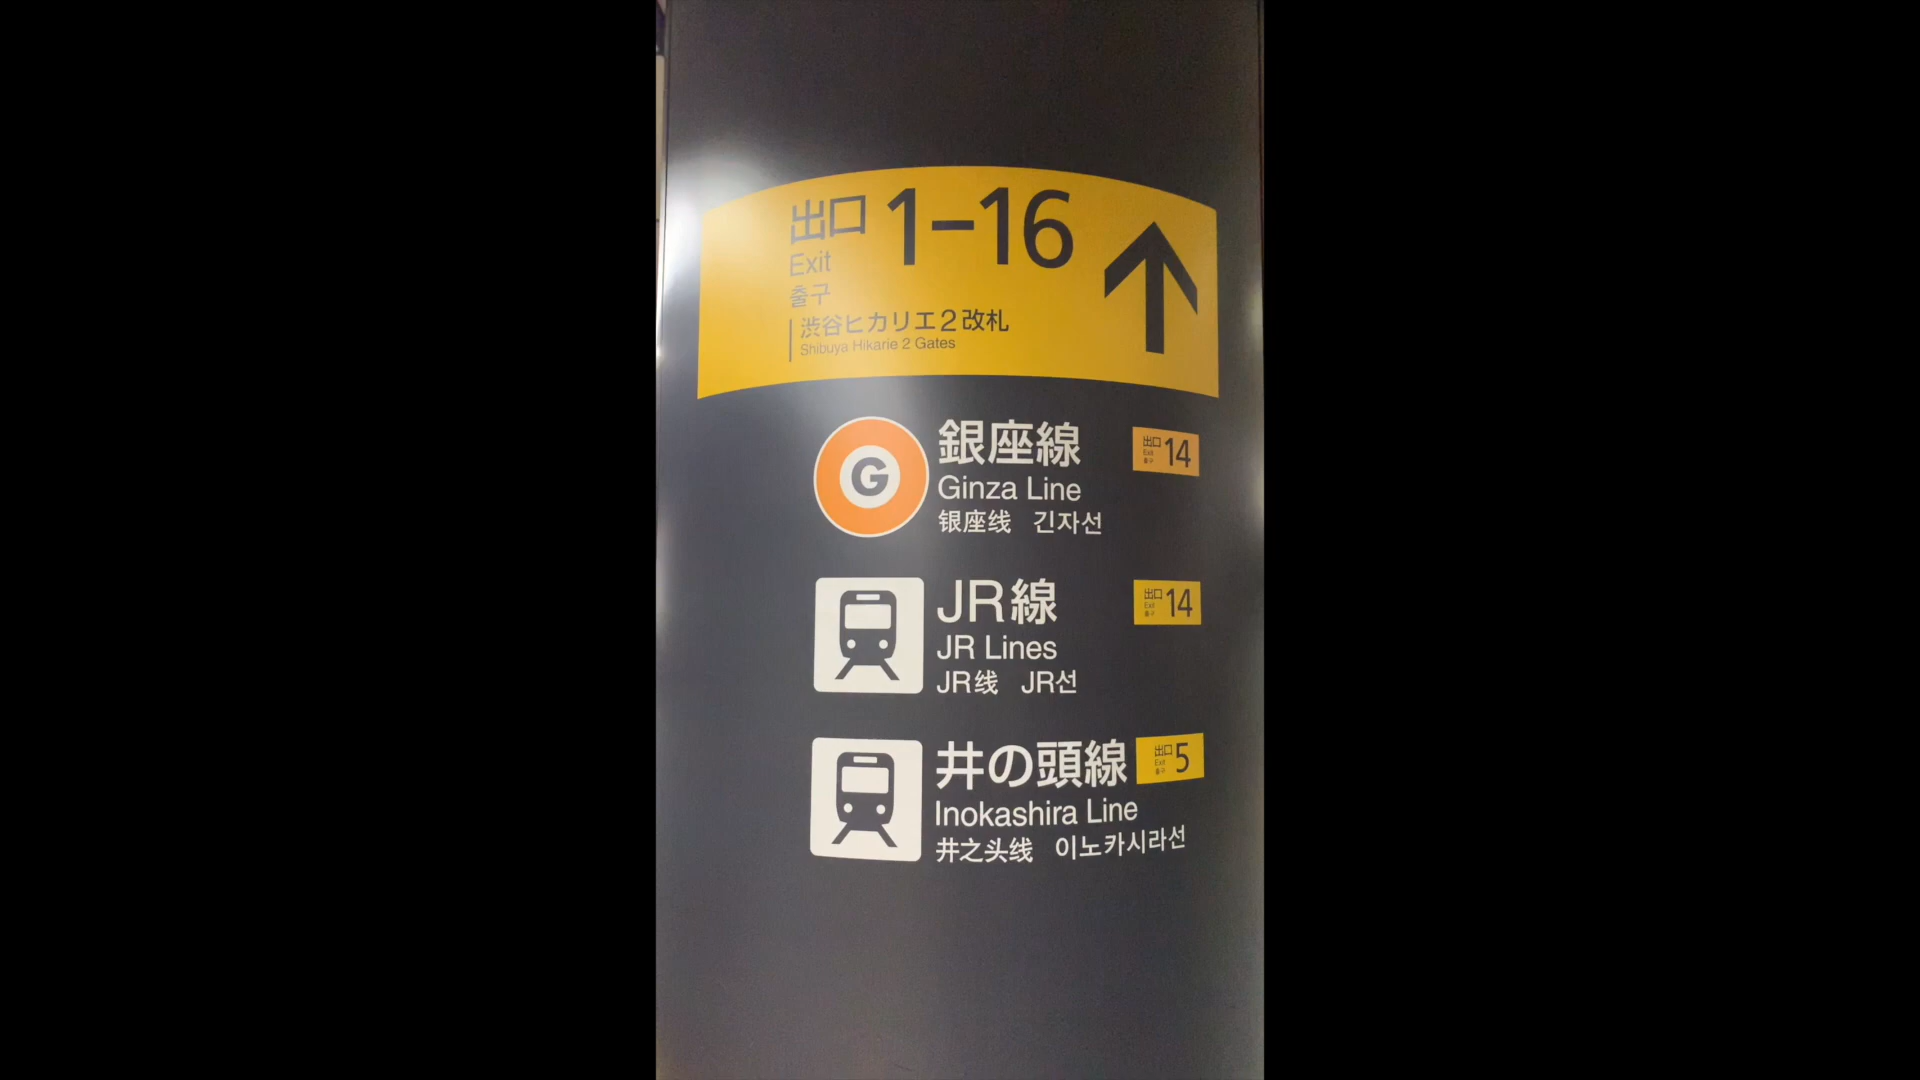 出口 1-16
Exit
출구
渋谷ヒカリエ2改札
Shibuya Hikarie 2 Gates
G
銀座線
出口 14
Exit
출구
Ginza Line
银座线 긴자선
JR線
出口 14
Exit
출구
JR Lines
JR线 JR선
井の頭線
出口 5
Exit
출구
Inokashira Line
井之头线 이노카시라선